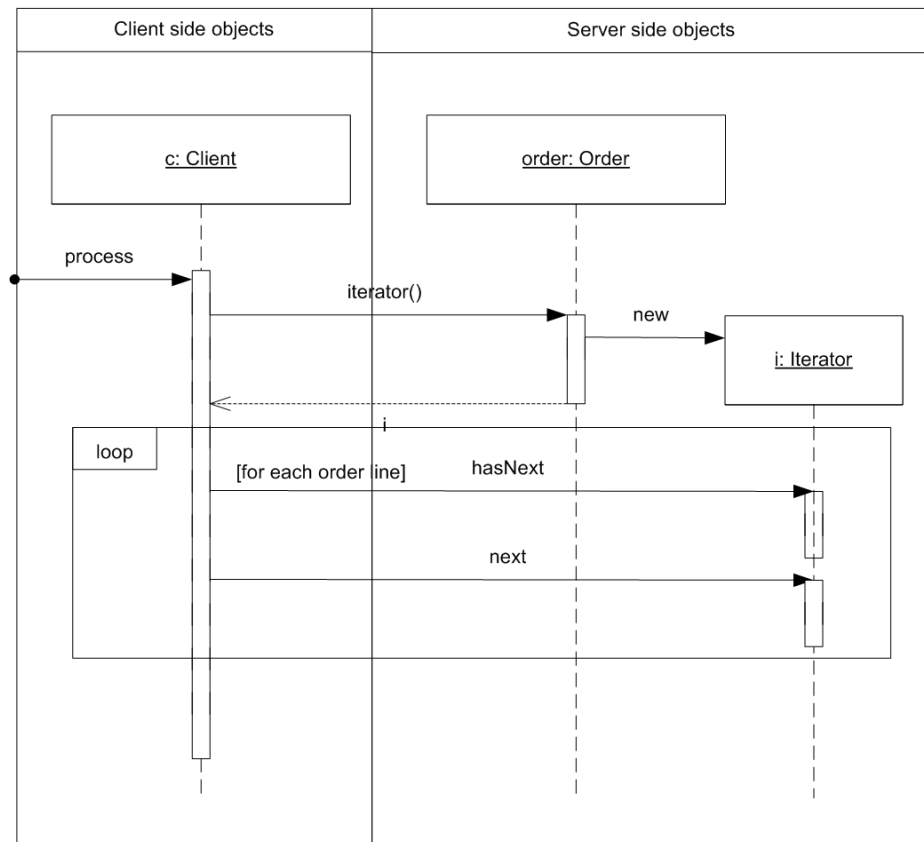 Client side objects
Server side objects
c: Client
order: Order
process
iterator()
new
i: Iterator
i
loop
[for each order line]
hasNext
next